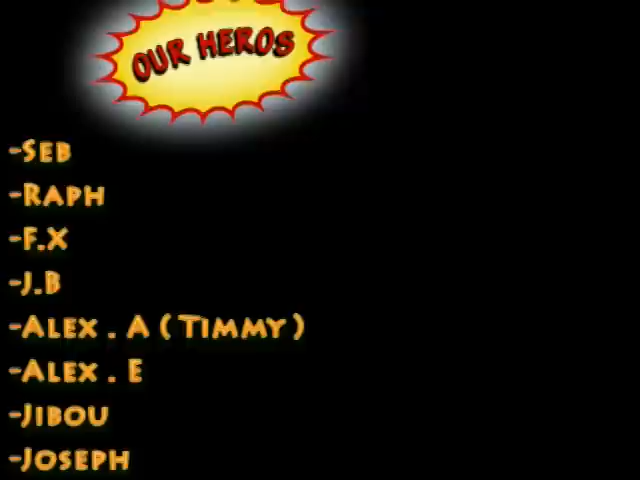 OUR HEROS
-SEB
-RAPH
-F.X
-J.B
-ALEX . A ( TIMMY )
-ALEX . E
-JIBOU
-JOSEPH